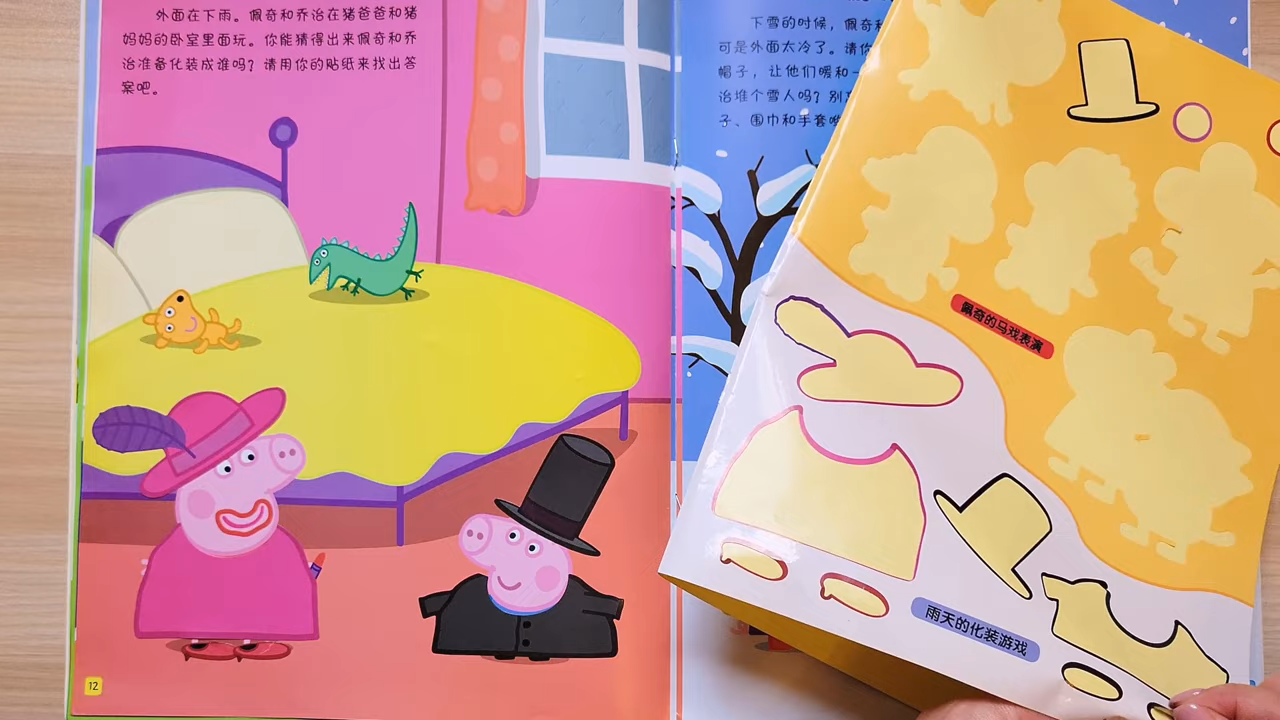 外面在下雨。佩奇和乔治在猪爸爸和猪
妈妈的卧室里面玩。你能猜得出来佩奇和乔
治准备化装成谁吗？请用你的贴纸来找出答
案吧。
下雪的时候，佩奇和
可是外面太冷了。请你
帽子，让他们暖和一
治堆个雪人吗？别忘
子、围巾和手套哟
佩奇的马戏表演
雨天的化装游戏
12